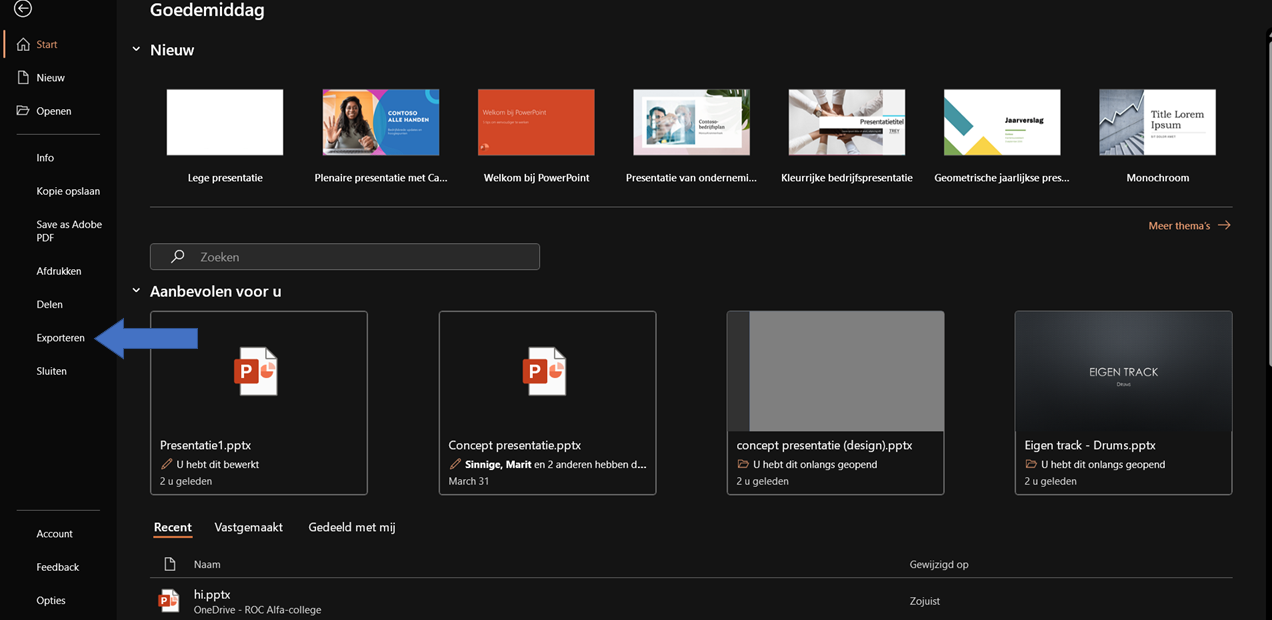 Goedemiddag
Start
Nieuw
Openen
Info
Kopie opslaan
Save as Adobe
PDF
Afdrukken
Delen
Exporteren
Sluiten
Account
Feedback
Opties
Nieuw
CONTOSO
ALLE HANDEN
Welkom bij PowerPoint
Contoso-
bedrijfsplan
Presentatietitel
TREY
Jaarverslag
Title Lorem
Ipsum
Lege presentatie
Plenaire presentatie met Ca...
Welkom bij PowerPoint
Presentatie van ondernemi...
Kleurrijke bedrijfspresentatie
Geometrische jaarlijkse pres...
Monochroom
Meer thema's
Zoeken
Aanbevolen voor u
P
Presentatie1.pptx
U hebt dit bewerkt
2 u geleden
P
Concept presentatie.pptx
Sinnige, Marit en 2 anderen hebben d...
March 31
concept presentatie (design).pptx
U hebt dit onlangs geopend
2 u geleden
EIGEN TRACK
Eigen track - Drums.pptx
U hebt dit onlangs geopend
2 u geleden
Recent Vastgemaakt Gedeeld met mij
Naam Gewijzigd op
P
hi.pptx
OneDrive - ROC Alfa-college
Zojuist